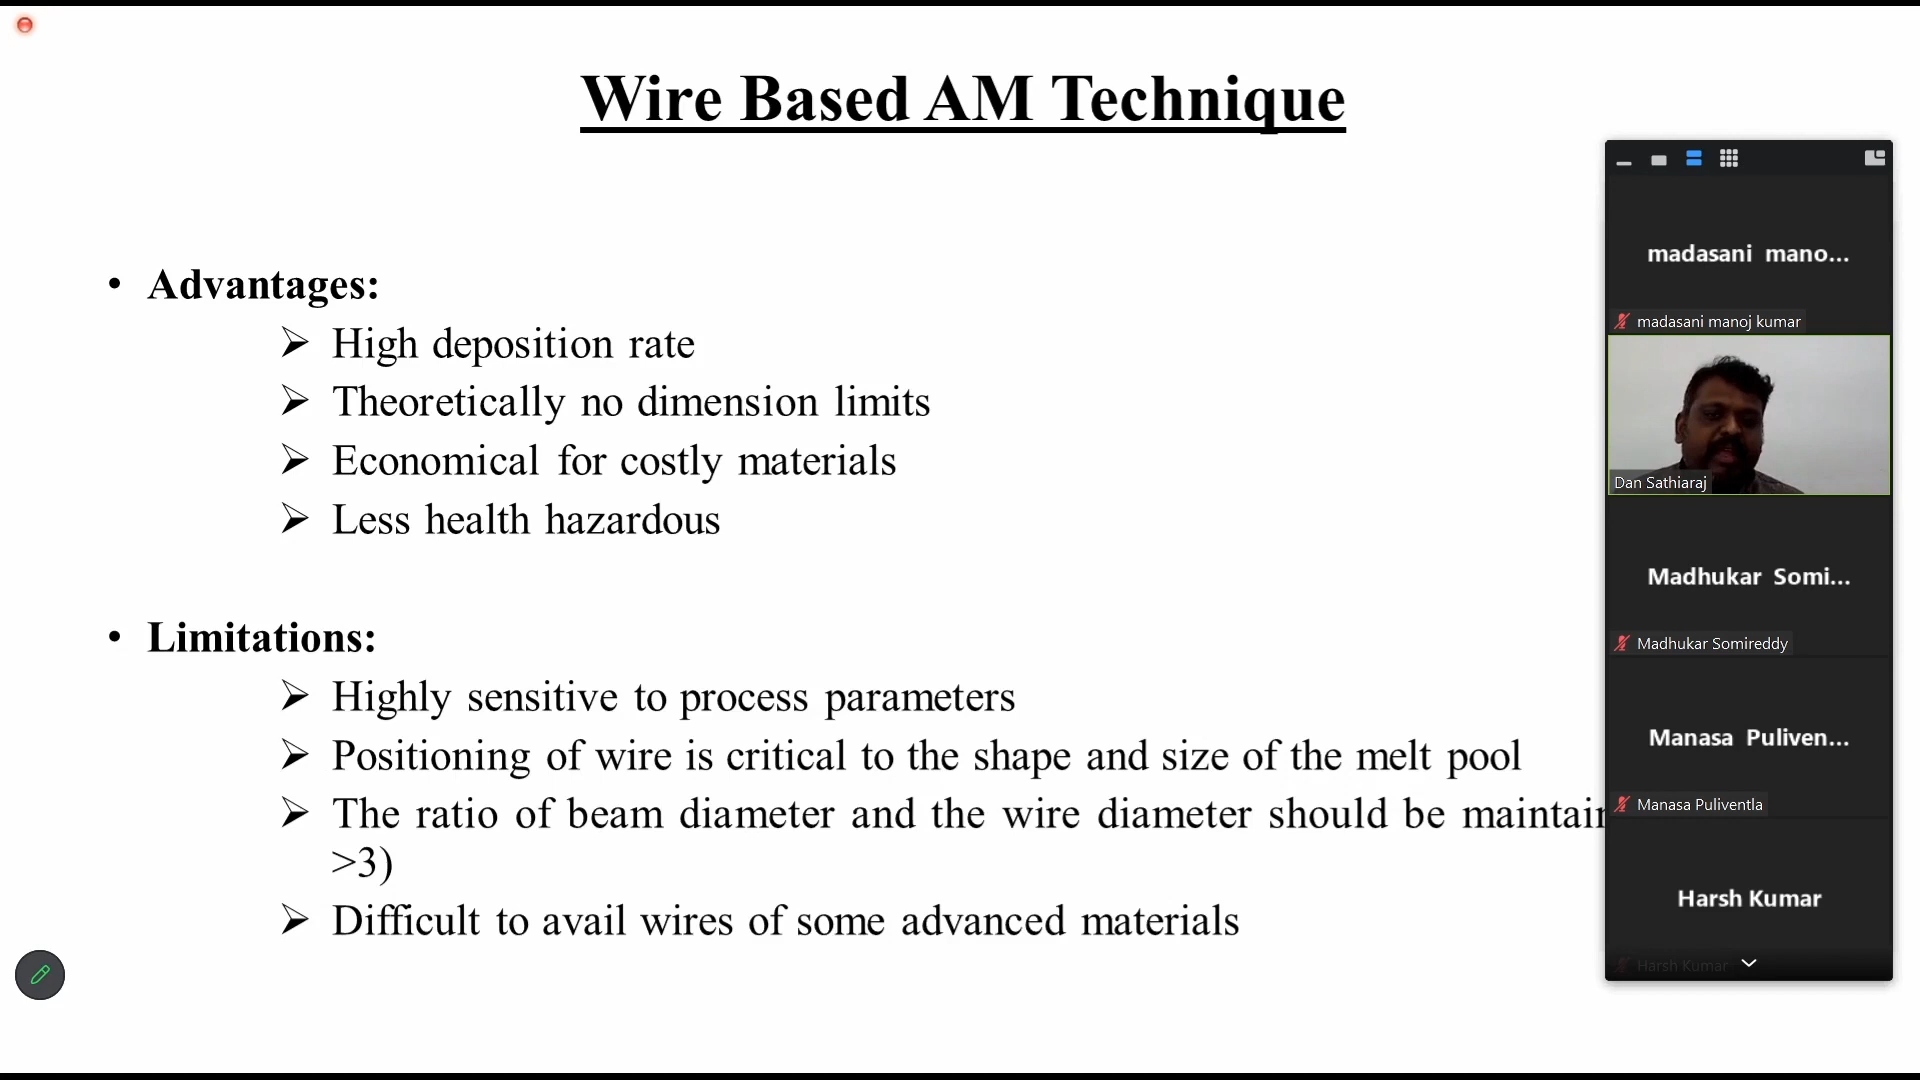 Wire Based AM Technique
• Advantages:
➢ High deposition rate
➢ Theoretically no dimension limits
➢ Economical for costly materials
➢ Less health hazardous
• Limitations:
➢ Highly sensitive to process parameters
➢ Positioning of wire is critical to the shape and size of the melt pool
➢ The ratio of beam diameter and the wire diameter should be
>3)
➢ Difficult to avail wires of some advanced materials
madasani mano...
madasani manoj kumar
Dan Sathiaraj
Madhukar Somi...
Madhukar Somireddy
Manasa Puliven...
Manasa Puliventla
Harsh Kumar
Harsh Kumar